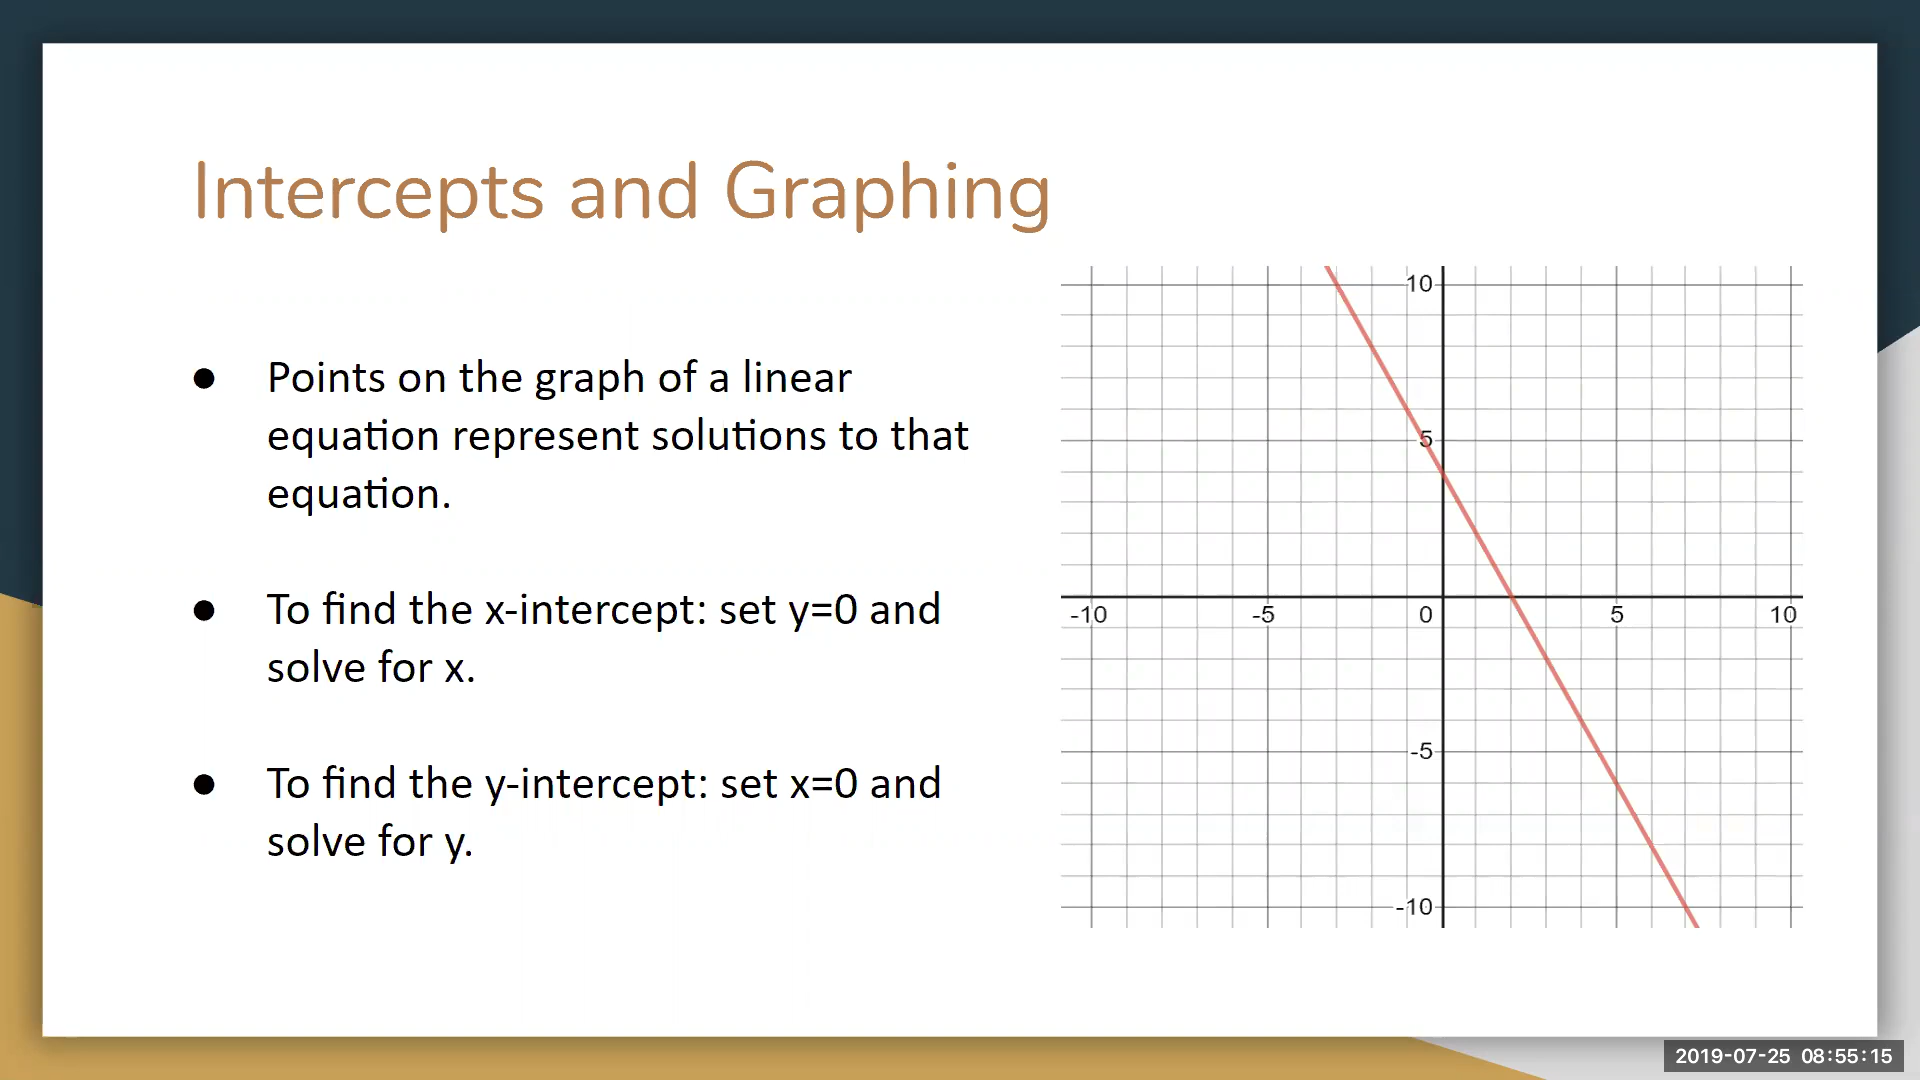 Intercepts and Graphing
● Points on the graph of a linear
equation represent solutions to that
equation.
● To find the x-intercept: set y=0 and
solve for x.
● To find the y-intercept: set x=0 and
solve for y.
10
5
-10 -5 0 5 10
-5
-10
2019-07-25 08:55:15